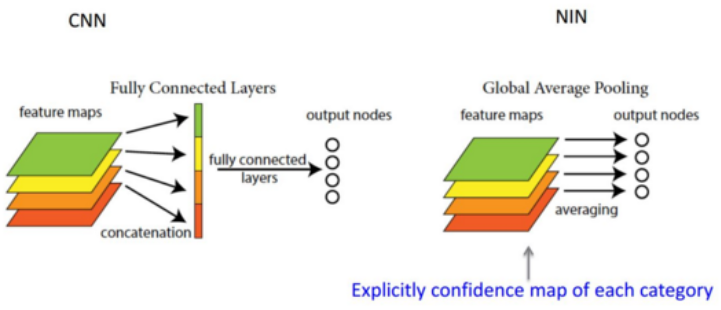 CNN
NIN
Fully Connected Layers
feature maps
output nodes
fully connected
layers
concatenation
Global Average Pooling
feature maps
output nodes
averaging
Explicitly confidence map of each category